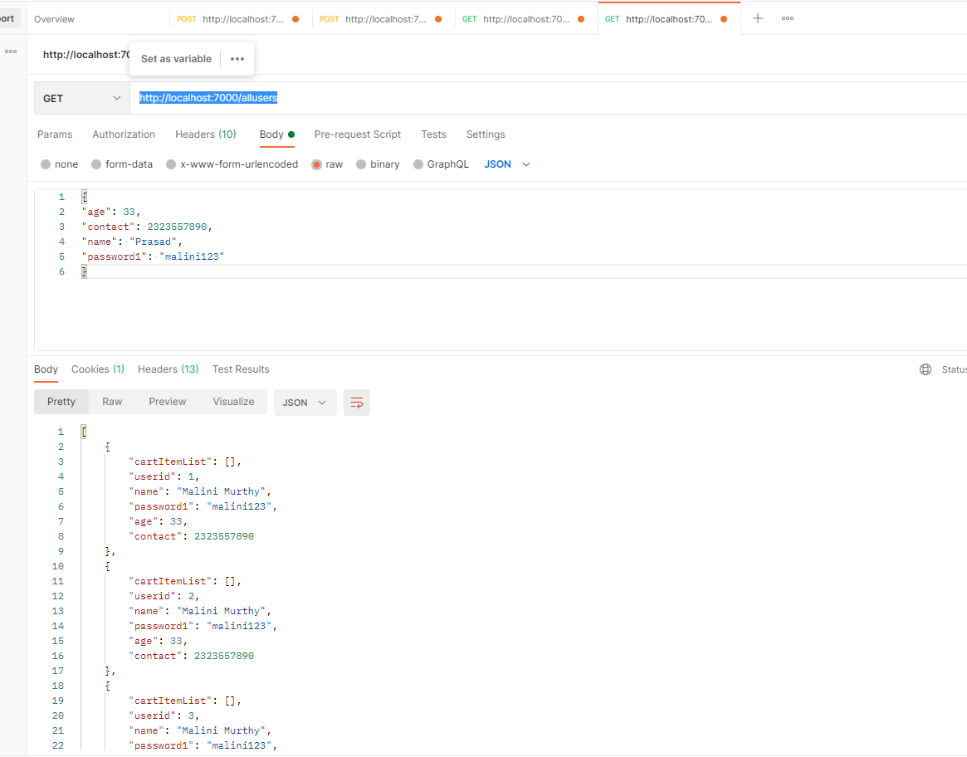 ort Overview POST http://localhost:7... POST http://localhost:7... GET http://localhost:70... GET http://localhost:70... + ooo
http://localhost:70
Set as variable •••
GET http://localhost:7000/allusers
Params Authorization Headers (10) Body Pre-request Script Tests Settings
none form-data x-www-form-urlencoded raw binary GraphQL JSON
1 {
2 "age": 33,
3 "contact": 2323557890,
4 "name": "Prasad",
5 "password1": "malini123"
6 }
Body Cookies (1) Headers (13) Test Results Status
Pretty Raw Preview Visualize JSON
1 [
2 {
3 "cartItemList": [],
4 "userid": 1,
5 "name": "Malini Murthy",
6 "password1": "malini123",
7 "age": 33,
8 "contact": 2323557890
9 },
10 {
11 "cartItemList": [],
12 "userid": 2,
13 "name": "Malini Murthy",
14 "password1": "malini123",
15 "age": 33,
16 "contact": 2323557890
17 },
18 {
19 "cartItemList": [],
20 "userid": 3,
21 "name": "Malini Murthy",
22 "password1": "malini123",